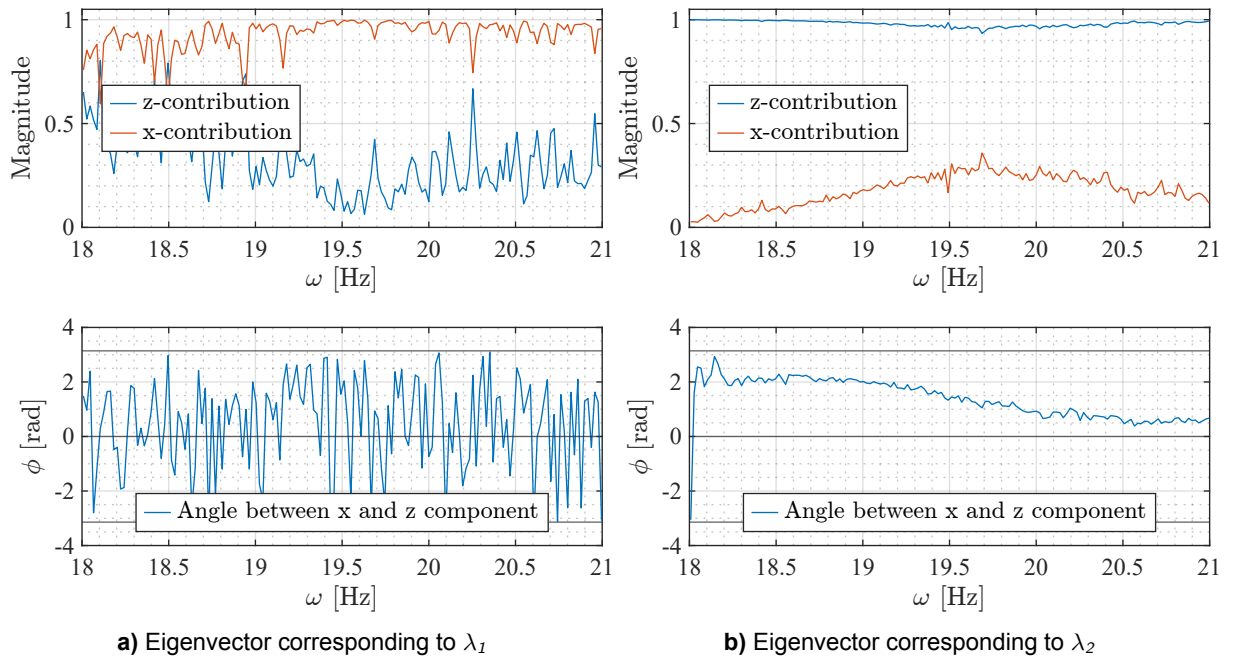 1
0.5
0
Magnitude
z-contribution
x-contribution
18 18.5 19 19.5 20 20.5 21
ω [Hz]
1
0.5
0
Magnitude
z-contribution
x-contribution
18 18.5 19 19.5 20 20.5 21
ω [Hz]
4
2
0
-2
-4
ϕ [rad]
Angle between x and z component
18 18.5 19 19.5 20 20.5 21
ω [Hz]
4
2
0
-2
-4
ϕ [rad]
Angle between x and z component
18 18.5 19 19.5 20 20.5 21
ω [Hz]
a) Eigenvector corresponding to λ₁
b) Eigenvector corresponding to λ₂